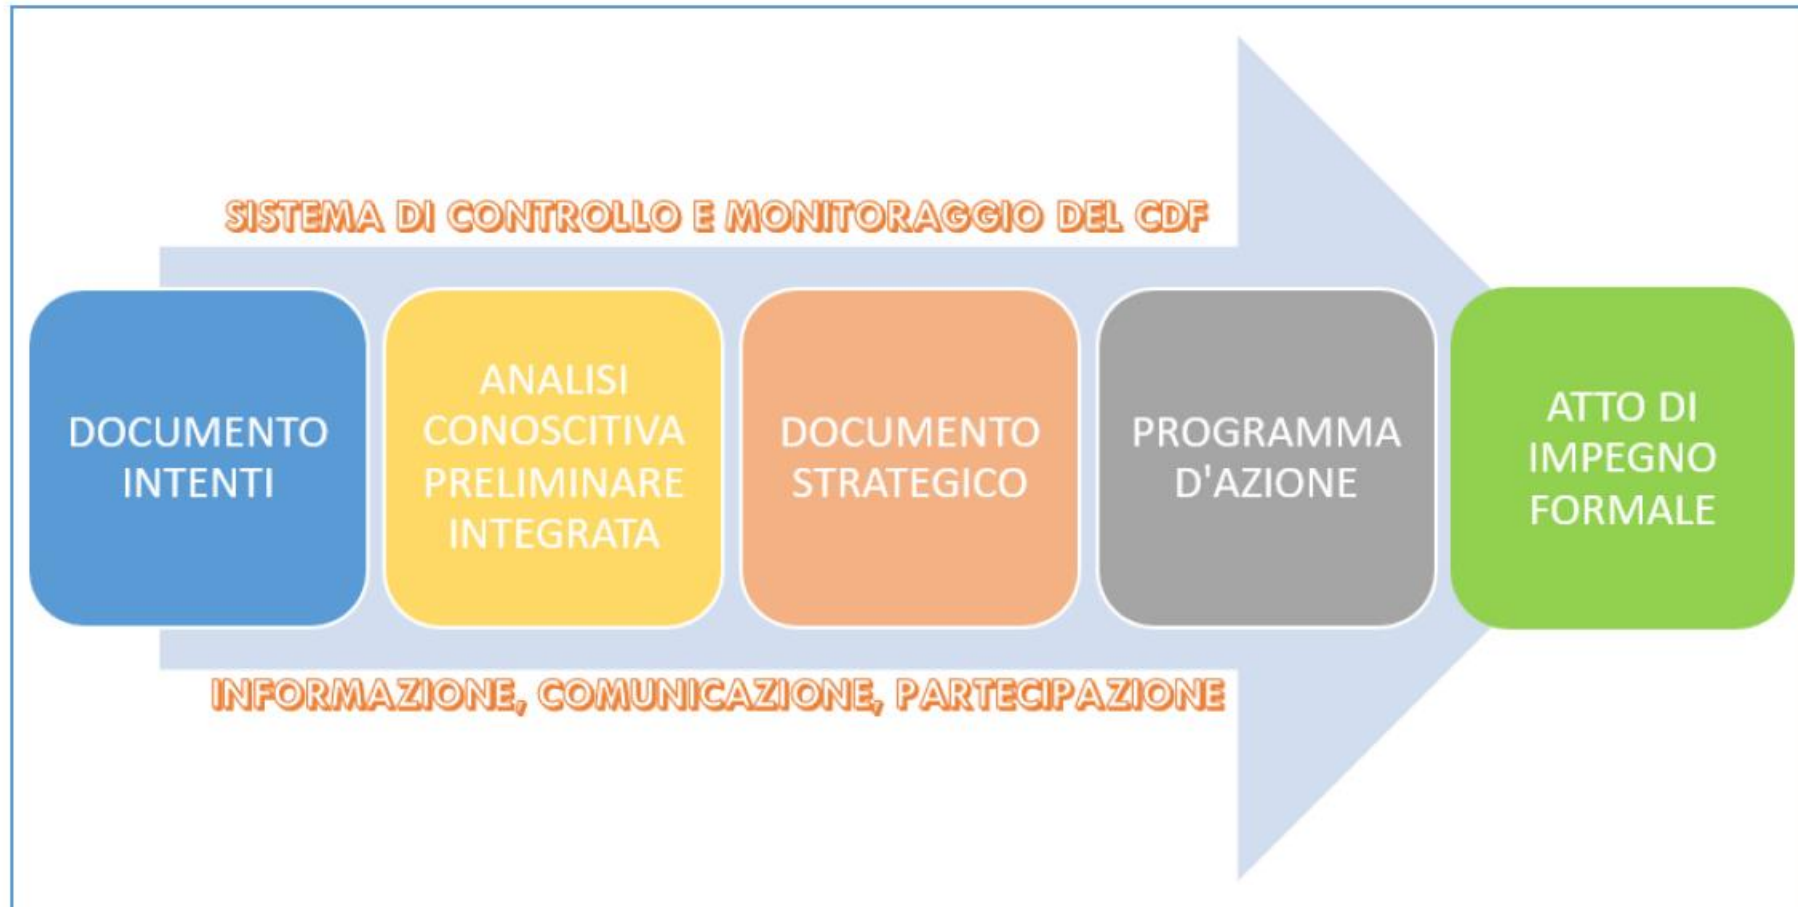 SISTEMA DI CONTROLLO E MONITORAGGIO DEL CDF
DOCUMENTO
INTENTI
ANALISI
CONOSCITIVA
PRELIMINARE
INTEGRATA
DOCUMENTO
STRATEGICO
PROGRAMMA
D'AZIONE
ATTO DI
IMPEGNO
FORMALE
INFORMAZIONE, COMUNICAZIONE, PARTECIPAZIONE